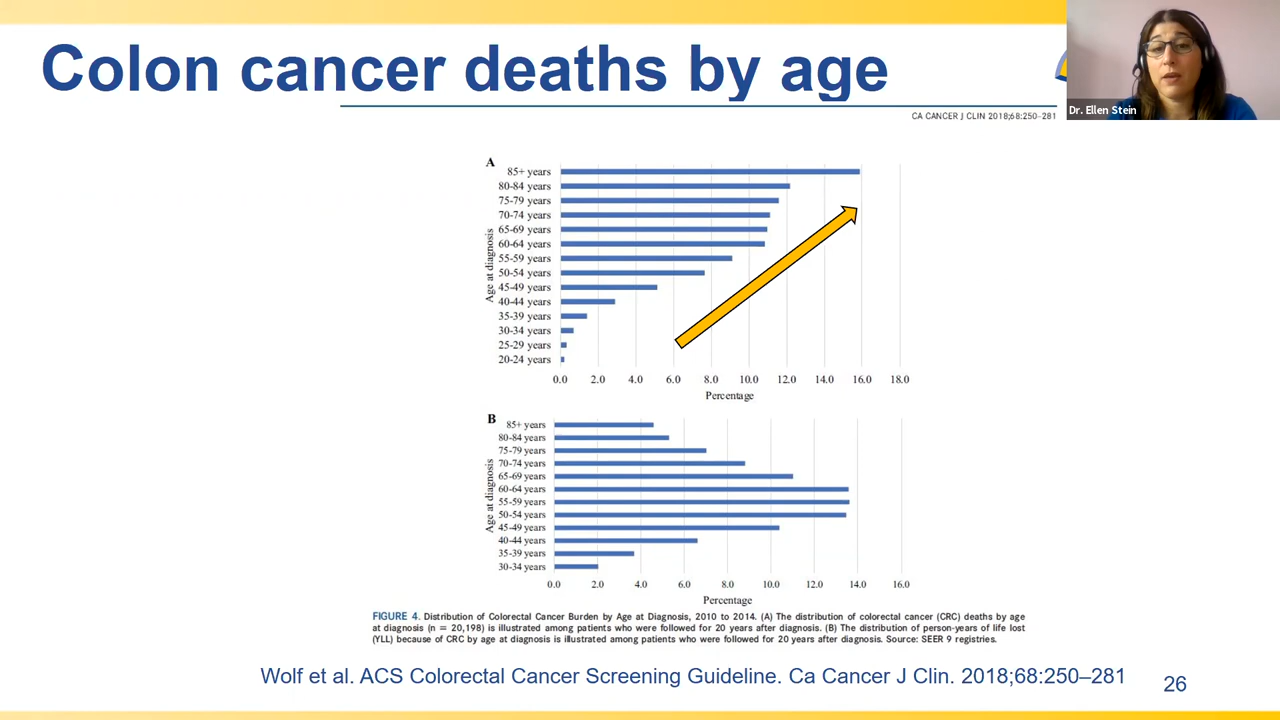 Colon cancer deaths by age
Dr. Ellen Stein
CA CANCER J CLIN 2018;68:250–281
A
Age at diagnosis
85+ years
80-84 years
75-79 years
70-74 years
65-69 years
60-64 years
55-59 years
50-54 years
45-49 years
40-44 years
35-39 years
30-34 years
25-29 years
20-24 years
0.0 2.0 4.0 6.0 8.0 10.0 12.0 14.0 16.0 18.0
Percentage
B
Age at diagnosis
85+ years
80-84 years
75-79 years
70-74 years
65-69 years
60-64 years
55-59 years
50-54 years
45-49 years
40-44 years
35-39 years
30-34 years
0.0 2.0 4.0 6.0 8.0 10.0 12.0 14.0 16.0
Percentage
FIGURE 4. Distribution of Colorectal Cancer Burden by Age at Diagnosis, 2010 to 2014. (A) The distribution of colorectal cancer (CRC) deaths by age
at diagnosis (n = 20,198) is illustrated among patients who were followed for 20 years after diagnosis. (B) The distribution of person-years of life lost
(YLL) because of CRC by age at diagnosis is illustrated among patients who were followed for 20 years after diagnosis. Source: SEER 9 registries.
Wolf et al. ACS Colorectal Cancer Screening Guideline. Ca Cancer J Clin. 2018;68:250–281
26